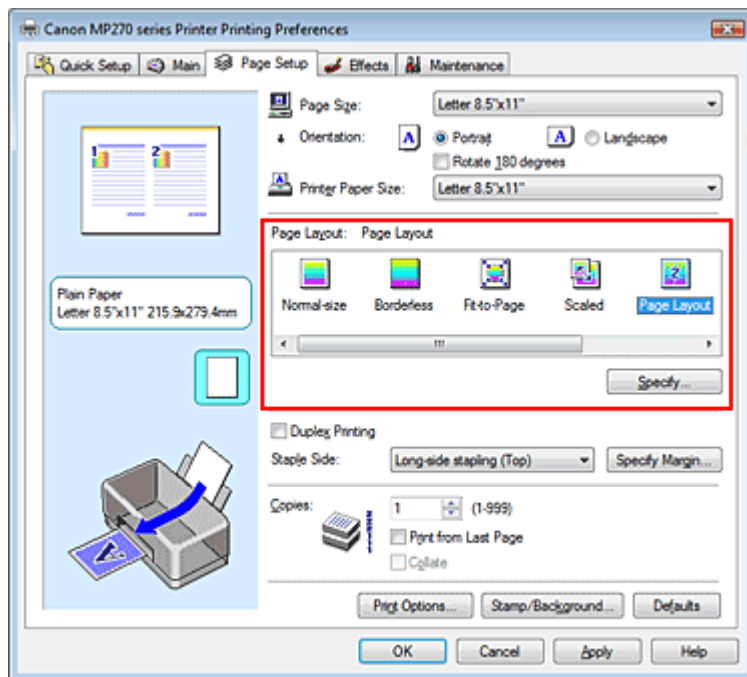 Canon MP270 series Printer Printing Preferences
Quick Setup Main Page Setup Effects Maintenance
Page Size: Letter 8.5"x11"
Orientation: A Portrait A Landscape
Rotate 180 degrees
Printer Paper Size: Letter 8.5"x11"
1 2
Plain Paper
Letter 8.5"x11" 215.9x279.4mm
Page Layout: Page Layout
Normal-size Borderless Fit-to-Page Scaled Page Layout
Specify...
Duplex Printing
Staple Side: Long-side stapling (Top) Specify Margin...
Copies: 1 (1-999)
Print from Last Page
Collate
Print Options... Stamp/Background... Defaults
OK Cancel Apply Help